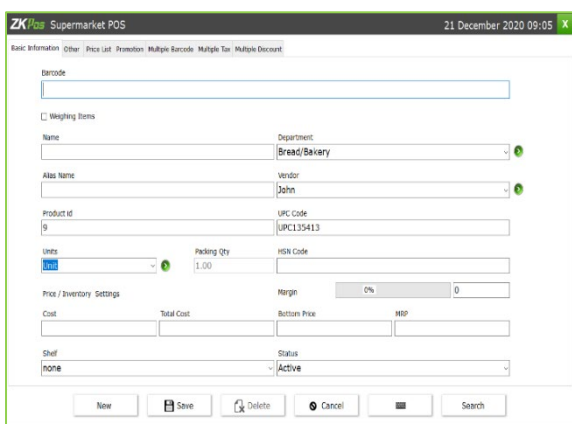 ZKPos Supermarket POS 21 December 2020 09:05 X
Basic Information Other Price List Promotion Multiple Barcode Multiple Tax Multiple Discount
Barcode
Weighing Items
Name Department
Bread/Bakery
Alias Name Vendor
John
Product Id UPC Code
9 UPC135413
Units Packing Qty HSN Code
Unit 1.00
Price / Inventory Settings Margin 0% 0
Cost Total Cost Bottom Price MRP
Shelf Status
none Active
New Save Delete Cancel Search